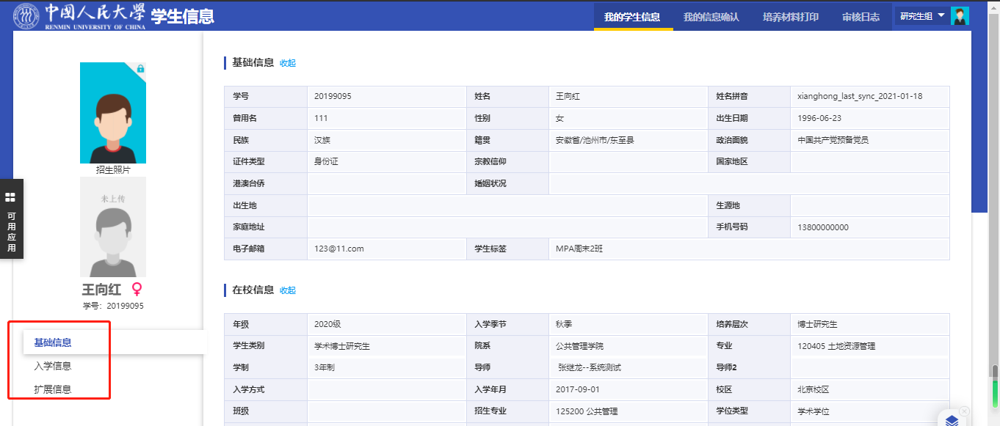 中国人民大学 学生信息
RENMIN UNIVERSITY OF CHINA
我的学生信息 我的信息确认 培养材料打印 审核日志 研究生组
可用应用
招生照片
未上传
王向红
学号：20199095
基础信息
入学信息
扩展信息
基础信息 收起
学号 20199095 姓名 王向红 姓名拼音 xianghong_last_sync_2021-01-18
曾用名 111 性别 女 出生日期 1996-06-23
民族 汉族 籍贯 安徽省/池州市/东至县 政治面貌 中国共产党预备党员
证件类型 身份证 宗教信仰 国家地区
港澳台侨 婚姻状况
出生地 生源地
家庭地址 手机号码 13800000000
电子邮箱 123@11.com 学生标签 MPA周末2班
在校信息 收起
年级 2020级 入学季节 秋季 培养层次 博士研究生
学生类别 学术博士研究生 院系 公共管理学院 专业 120405 土地资源管理
学制 3年制 导师 张继龙--系统测试 导师2
入学方式 入学年月 2017-09-01 校区 北京校区
班级 招生专业 125200 公共管理 学位类型 学术学位